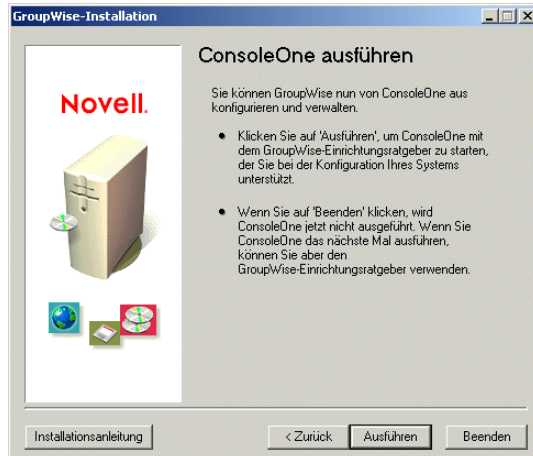 GroupWise-Installation
Novell.
ConsoleOne ausführen
Sie können GroupWise nun von ConsoleOne aus
konfigurieren und verwalten.
• Klicken Sie auf 'Ausführen', um ConsoleOne mit
dem GroupWise-Einrichtungsratgeber zu starten,
der Sie bei der Konfiguration Ihres Systems
unterstützt.
• Wenn Sie auf 'Beenden' klicken, wird
ConsoleOne jetzt nicht ausgeführt. Wenn Sie
ConsoleOne das nächste Mal ausführen,
können Sie aber den
GroupWise-Einrichtungsratgeber verwenden.
Installationsanleitung
< Zurück
Ausführen
Beenden